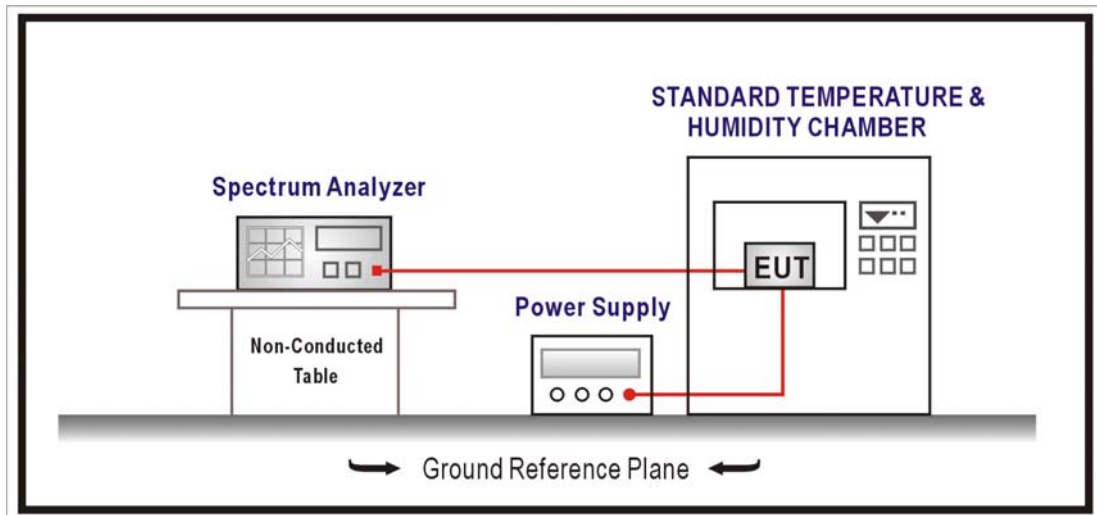 STANDARD TEMPERATURE &
HUMIDITY CHAMBER
Spectrum Analyzer
EUT
Power Supply
Non-Conducted
Table
Ground Reference Plane